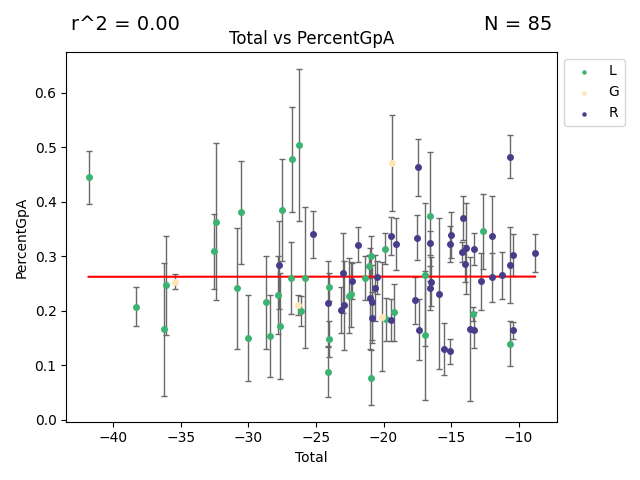 r^2 = 0.00
N = 85
Total vs PercentGpA
L
G
R
0.6
0.5
0.4
0.3
0.2
0.1
0.0
PercentGpA
−40
−35
−30
−25
−20
−15
−10
Total